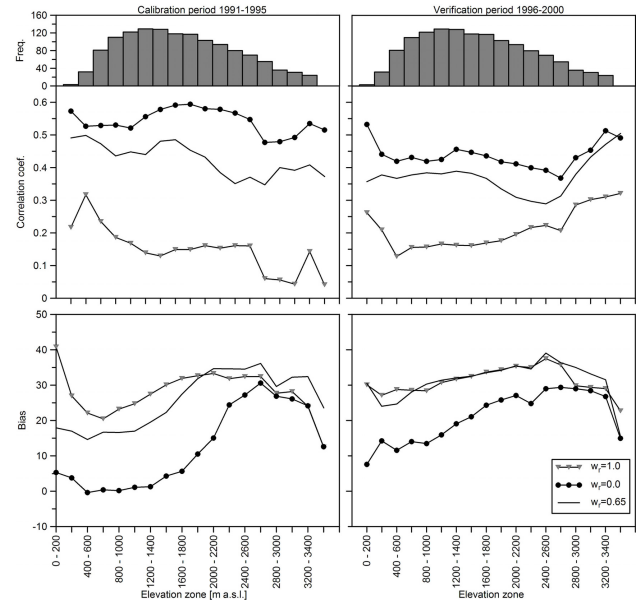 Calibration period 1991-1995
Verification period 1996-2000
Freq.
160
120
80
40
0
Correlation coef.
0.6
0.5
0.4
0.3
0.2
0.1
0
Bias
50
40
30
20
10
0
-10
wr=1.0
wr=0.0
wr=0.65
0 - 200
400 - 600
800 - 1000
1200 - 1400
1600 - 1800
2000 - 2200
2400 - 2600
2800 - 3000
3200 - 3400
Elevation zone [m a.s.l.]
0 - 200
400 - 600
800 - 1000
1200 - 1400
1600 - 1800
2000 - 2200
2400 - 2600
2800 - 3000
3200 - 3400
Elevation zone